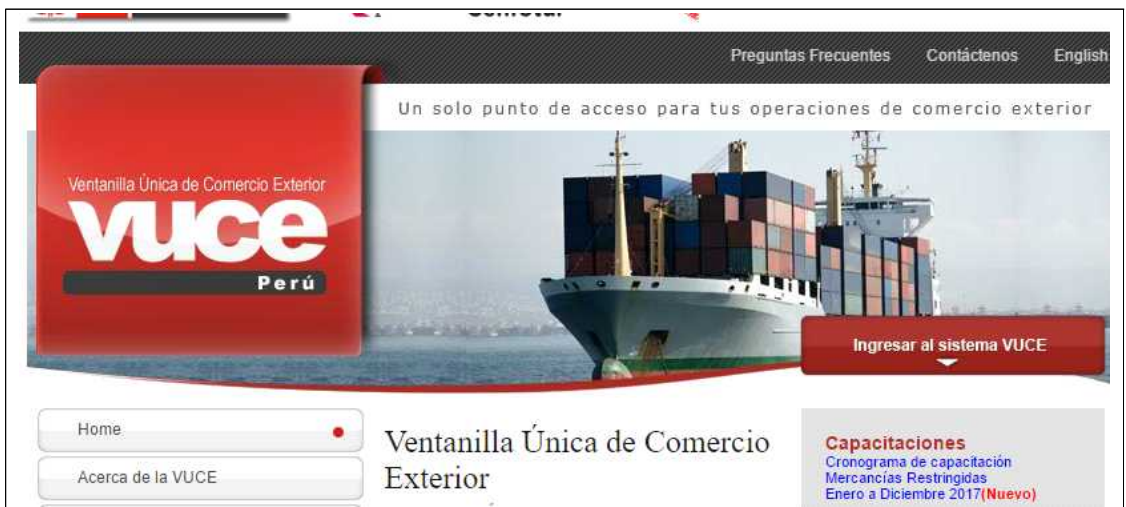 Preguntas Frecuentes Contáctenos English
Un solo punto de acceso para tus operaciones de comercio exterior
Ventanilla Única de Comercio Exterior
vuce
Perú
Ingresar al sistema VUCE
Home
Acerca de la VUCE
Ventanilla Única de Comercio
Exterior
Capacitaciones
Cronograma de capacitación
Mercancías Restringidas
Enero a Diciembre 2017(Nuevo)